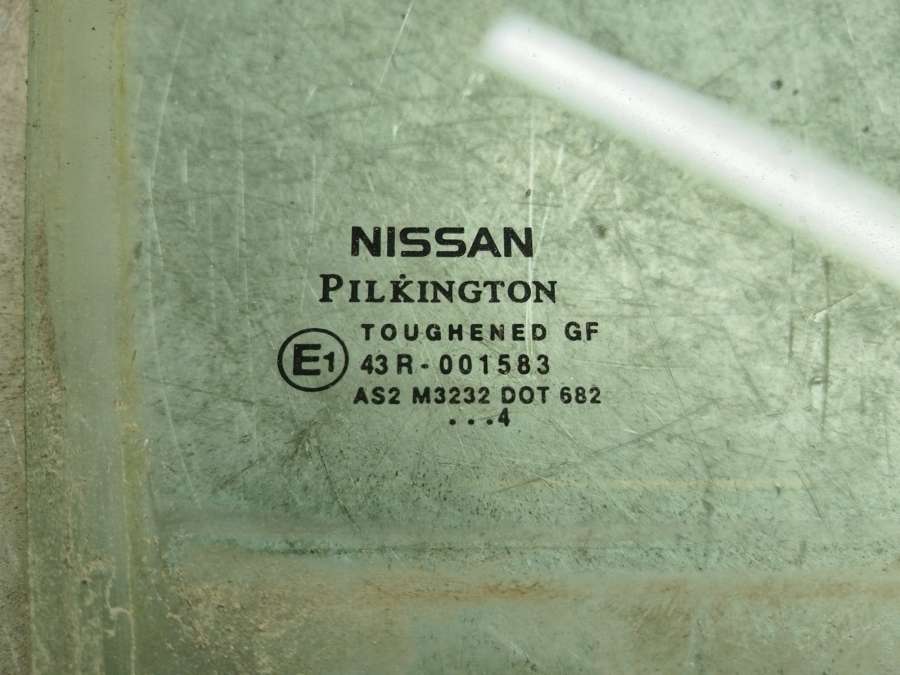 NISSAN
PILKINGTON
TOUGHENED GF
E1 43R-001583
AS2 M3232 DOT 682
...4